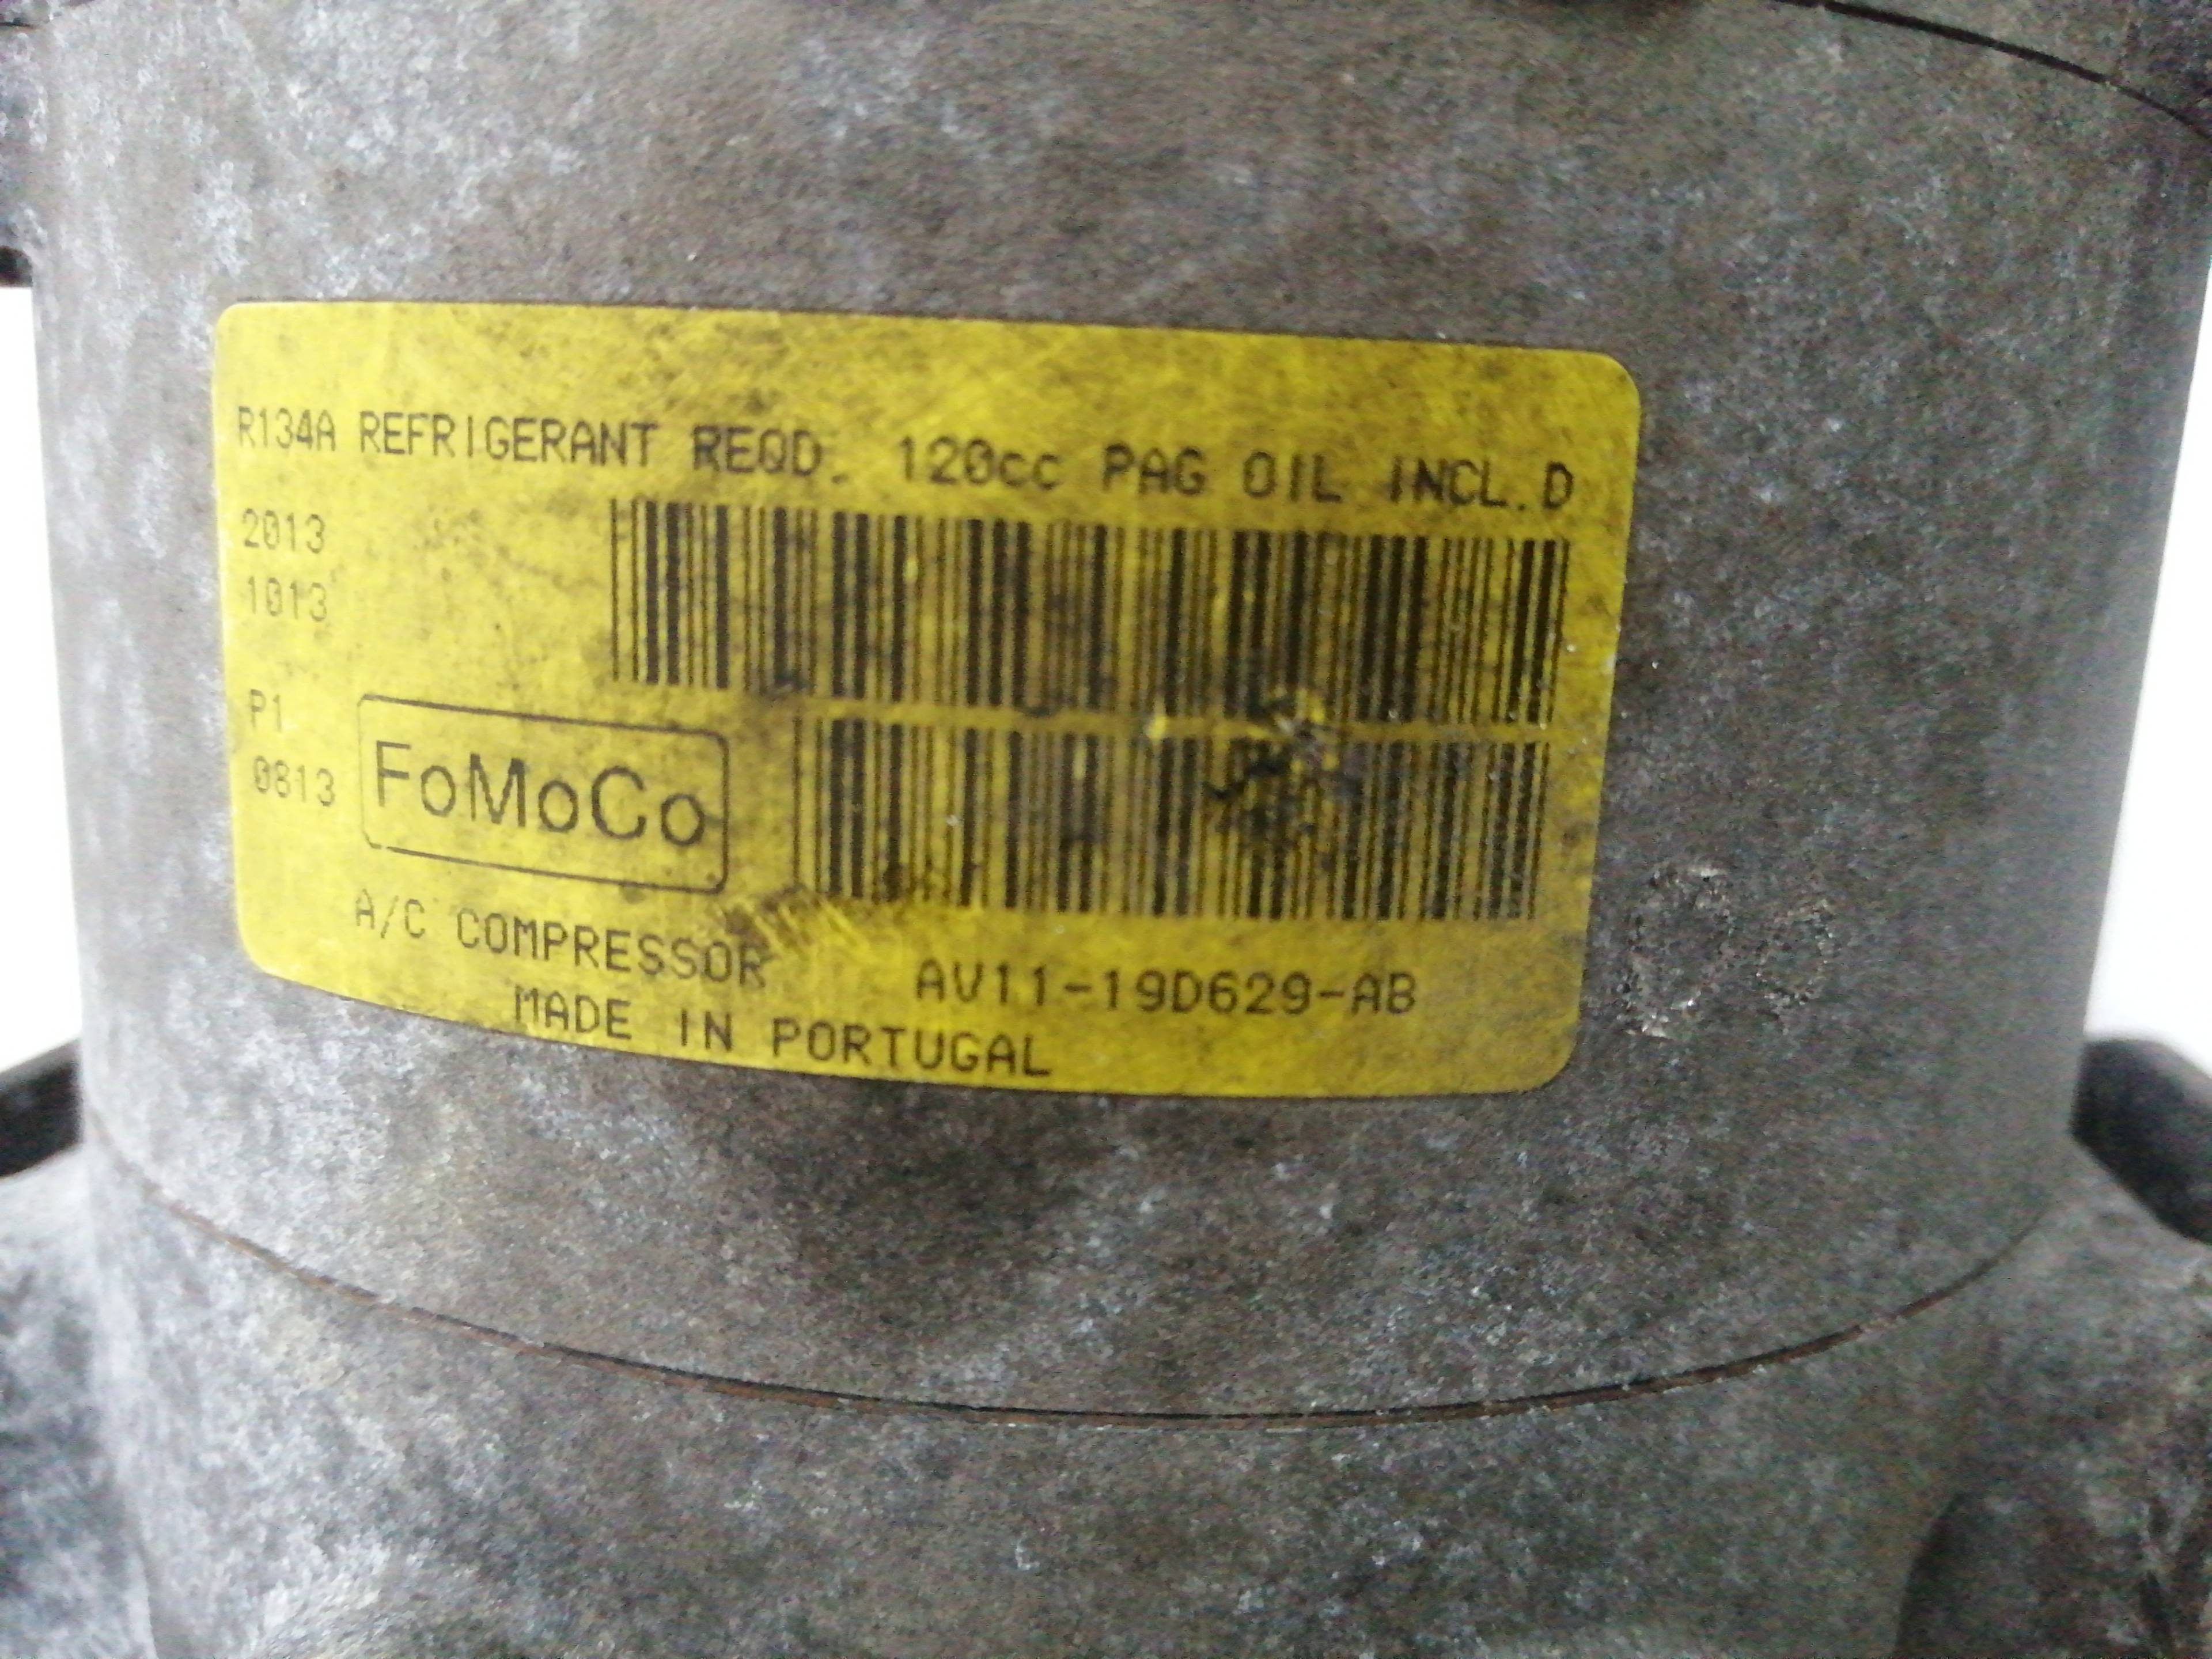 R134A REFRIGERANT REQD. 120cc PAG OIL INCL.D
2013
1013
P1
0813
FoMoCo
A/C COMPRESSOR AV11-19D629-AB
MADE IN PORTUGAL